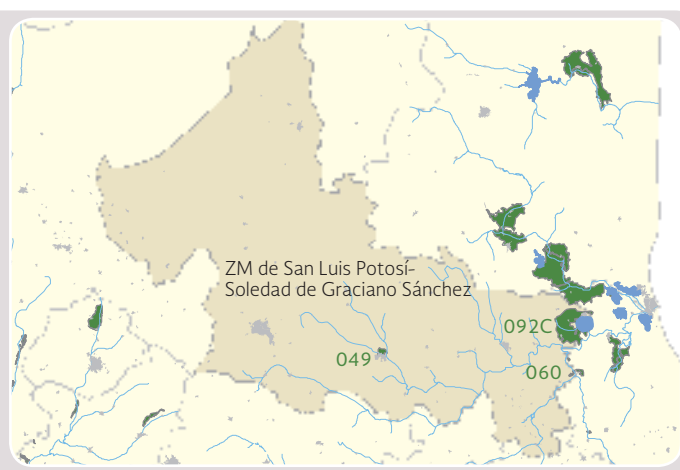 ZM de San Luis Potosí-
Soledad de Graciano Sánchez
092C
049
060